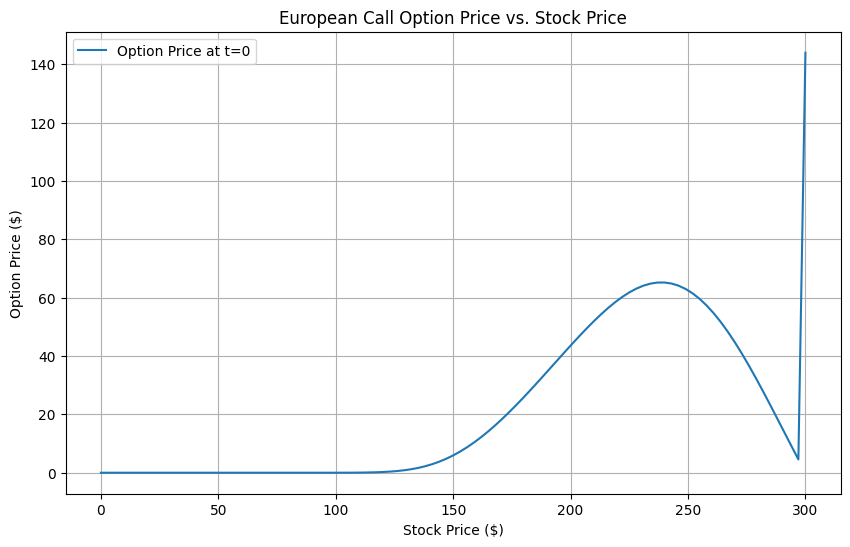 European Call Option Price vs. Stock Price
Option Price at t=0
Option Price ($)
140
120
100
80
60
40
20
0
0 50 100 150 200 250 300
Stock Price ($)